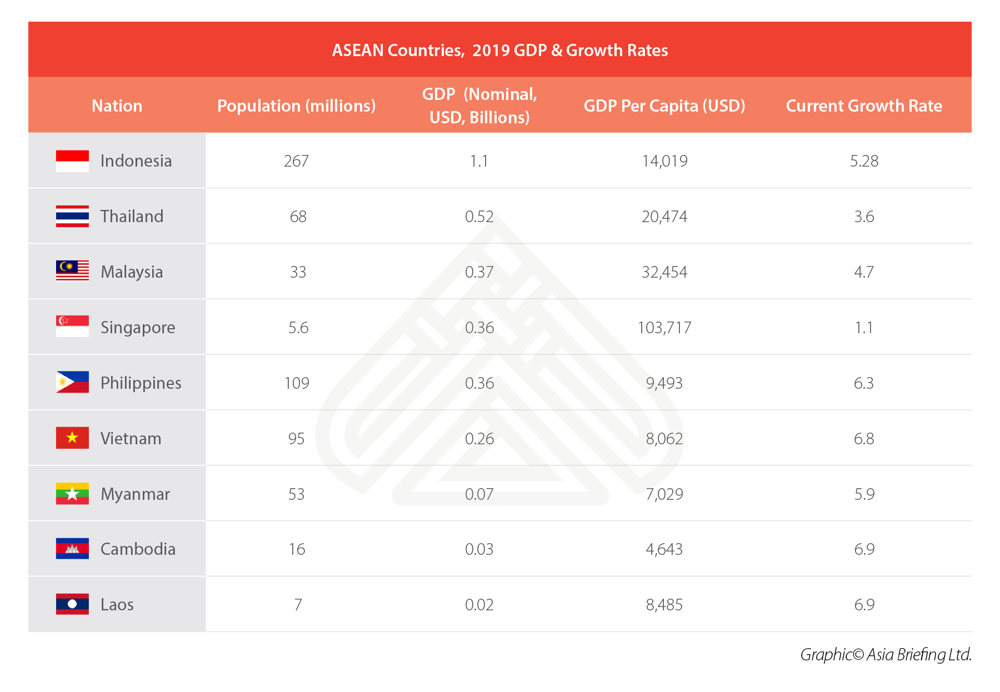 ASEAN Countries, 2019 GDP & Growth Rates
Nation Population (millions) GDP (Nominal, USD, Billions) GDP Per Capita (USD) Current Growth Rate
Indonesia 267 1.1 14,019 5.28
Thailand 68 0.52 20,474 3.6
Malaysia 33 0.37 32,454 4.7
Singapore 5.6 0.36 103,717 1.1
Philippines 109 0.36 9,493 6.3
Vietnam 95 0.26 8,062 6.8
Myanmar 53 0.07 7,029 5.9
Cambodia 16 0.03 4,643 6.9
Laos 7 0.02 8,485 6.9
Graphic© Asia Briefing Ltd.